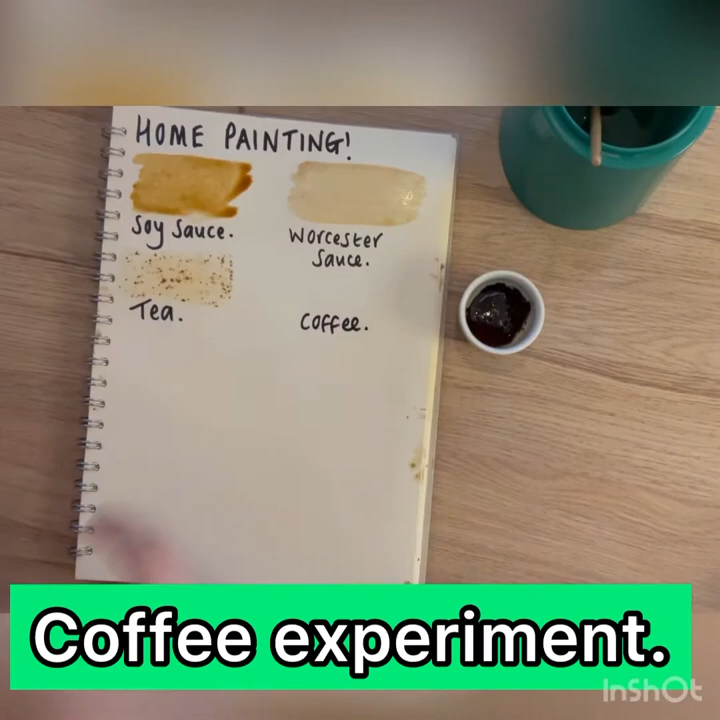 HOME PAINTING!
Soy Sauce.
Worcester
Sauce.
Tea.
Coffee.
Coffee experiment.
InShOt